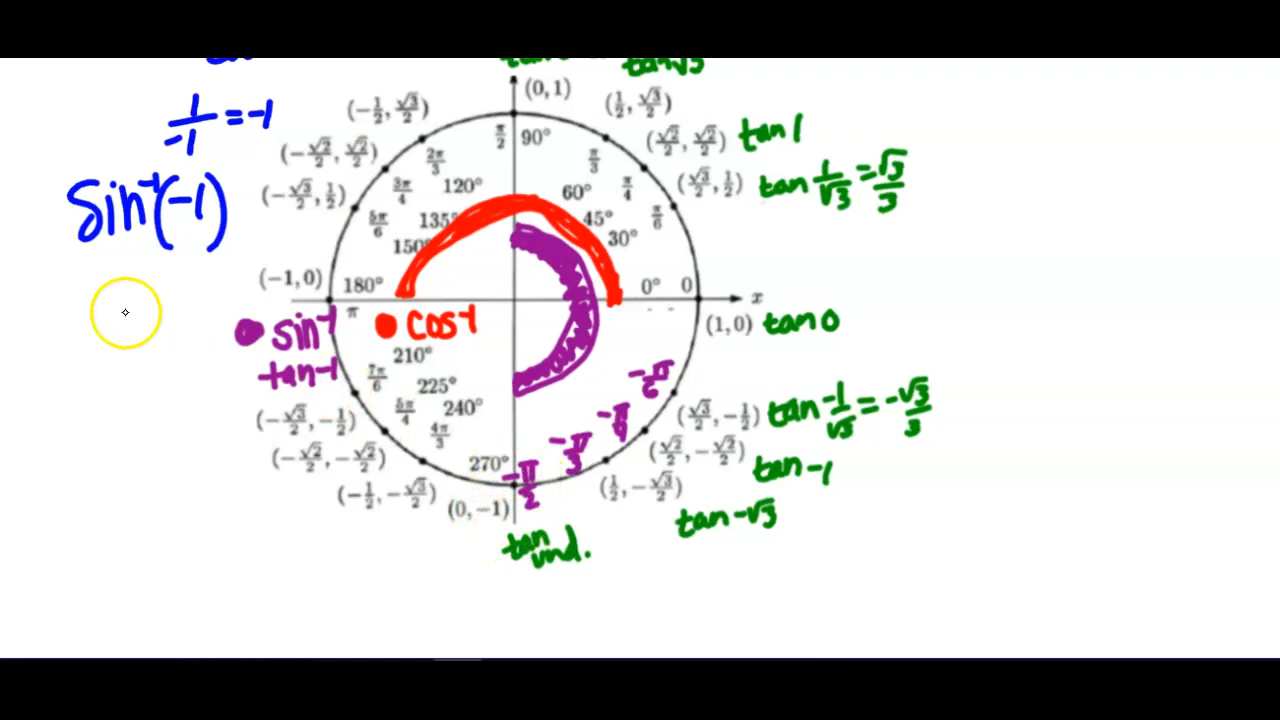 tan √3
(0, 1)
(-1/2, √3/2)
(1/2, √3/2)
1/-1 = -1
(-√2/2, √2/2)
π/2 90°
(√2/2, √2/2) tan 1
2π/3 π/3
(-√3/2, 1/2)
3π/4 120° 60° π/4
(√3/2, 1/2) tan 1/√3 = √3/3
sin⁻¹(-1)
5π/6 135° 45° π/6
150° 30°
(-1, 0) 180° 0° 0
π x
sin⁻¹ cos⁻¹ (1, 0) tan 0
tan-1
210°
7π/6 225° -π/6
5π/4 240° -π/4
(-√3/2, -1/2) (√3/2, -1/2) tan -1/√3 = -√3/3
4π/3 -π/3
(-√2/2, -√2/2) 270° (√2/2, -√2/2) tan -1
-π/2
(-1/2, -√3/2) (1/2, -√3/2)
(0, -1) tan -√3
tan
und.